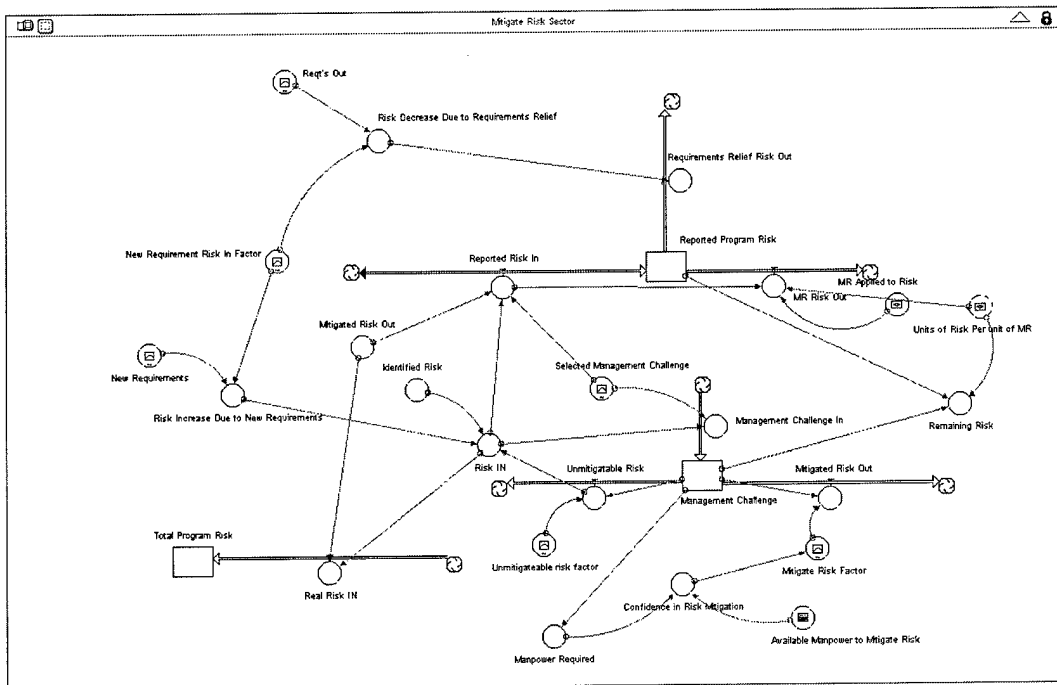 Mitigate Risk Sector
Reqt's Out
Risk Decrease Due to Requirements Relief
Requirements Relief Risk Out
New Requirement Risk In Factor
Reported Risk In
Reported Program Risk
MR Applied to Risk
MR Risk Out
Units of Risk Per unit of MR
Mitigated Risk Out
Identified Risk
Selected Management Challenge
New Requirements
Risk Increase Due to New Requirements
Management Challenge In
Remaining Risk
Risk IN
Unmitigatable Risk
Mitigated Risk Out
Management Challenge
Total Program Risk
Unmitigateable risk factor
Mitigate Risk Factor
Real Risk IN
Confidence in Risk Mitigation
Available Manpower to Mitigate Risk
Manpower Required